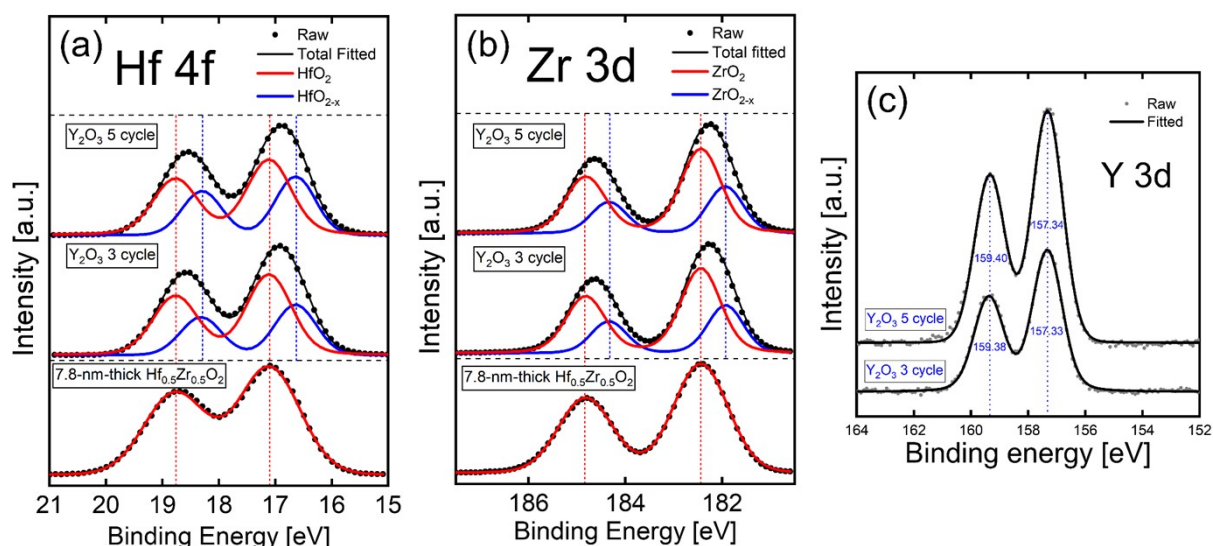 (a)
Hf 4f
Raw
Total Fitted
HfO2
HfO2-x
Y2O3 5 cycle
Y2O3 3 cycle
7.8-nm-thick Hf0.5Zr0.5O2
Intensity [a.u.]
21 20 19 18 17 16 15
Binding Energy [eV]
(b)
Zr 3d
Raw
Total fitted
ZrO2
ZrO2-x
Y2O3 5 cycle
Y2O3 3 cycle
7.8-nm-thick Hf0.5Zr0.5O2
Intensity [a.u.]
186 184 182
Binding Energy [eV]
(c)
Raw
Fitted
Y 3d
157.34
159.40
Y2O3 5 cycle
157.33
159.38
Y2O3 3 cycle
Intensity [a.u.]
164 162 160 158 156 154 152
Binding energy [eV]